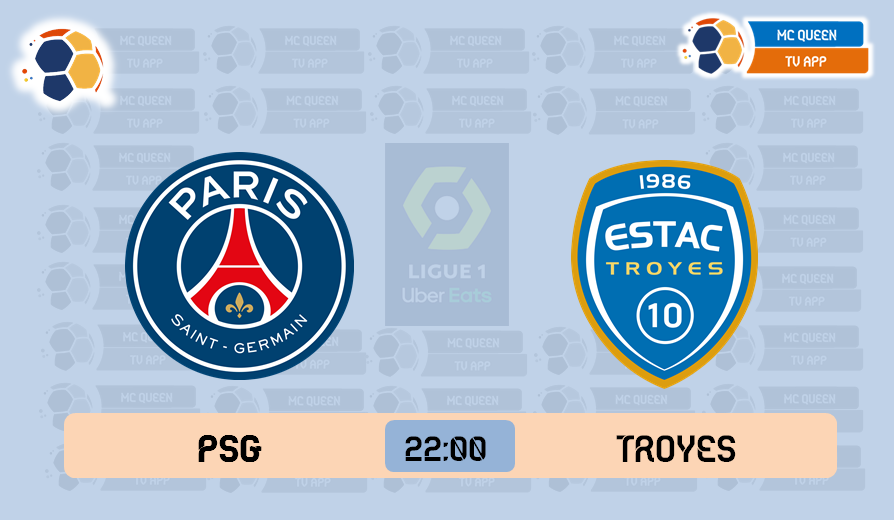 MC QUEEN
TV APP
PARIS
SAINT - GERMAIN
LIGUE 1
Uber Eats
1986
ESTAC
TROYES
10
PSG
22:00
TROYES